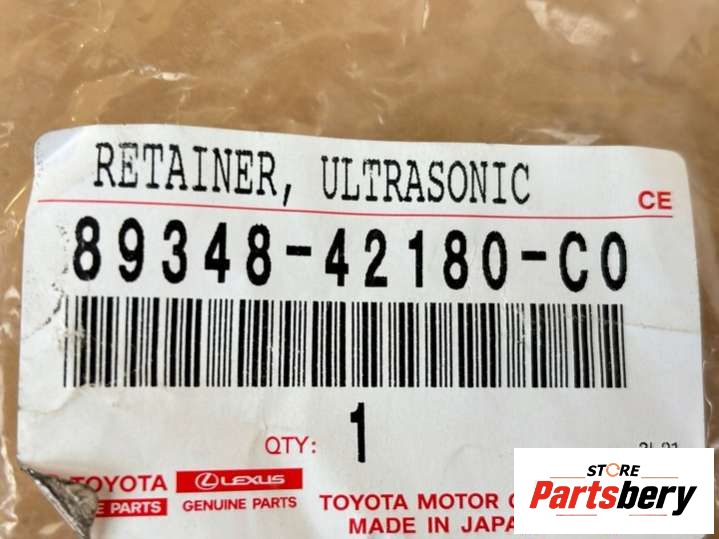 RETAINER, ULTRASONIC
CE
89348-42180-C0
QTY: 1
TOYOTA LEXUS
PARTS GENUINE PARTS
TOYOTA MOTOR
MADE IN JAPA
STORE
Partsbery